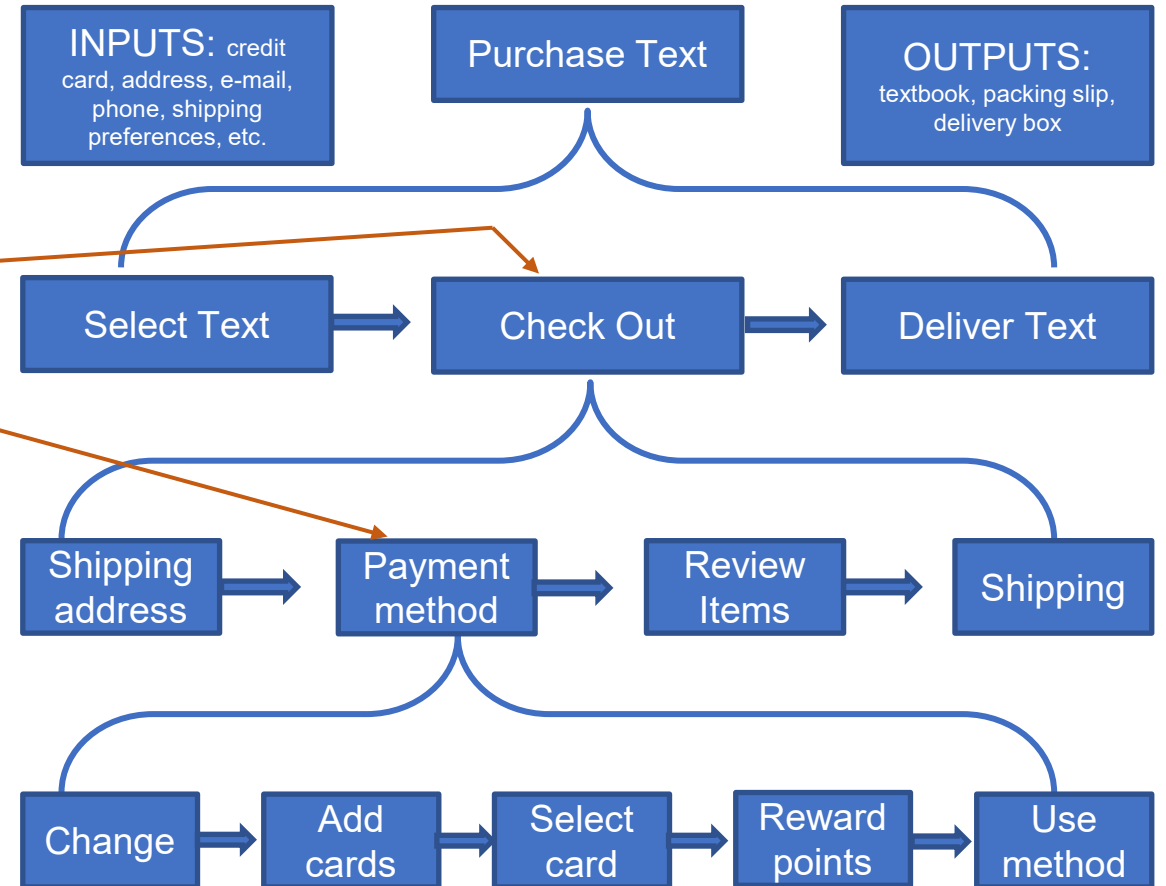 INPUTS: credit
card, address, e-mail,
phone, shipping
preferences, etc.
Purchase Text
OUTPUTS:
textbook, packing slip,
delivery box
Select Text
Check Out
Deliver Text
Shipping
address
Payment
method
Review
Items
Shipping
Change
Add
cards
Select
card
Reward
points
Use
method